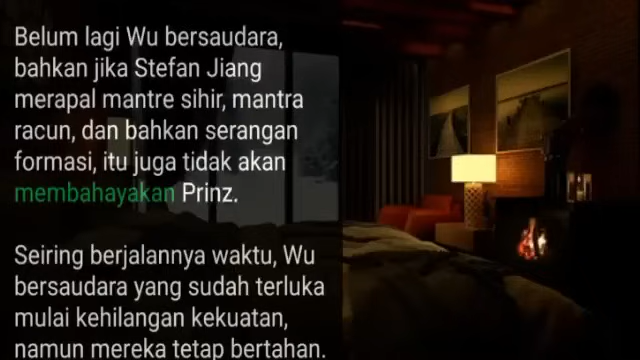 Belum lagi Wu bersaudara,
bahkan jika Stefan Jiang
merapal mantre sihir, mantra
racun, dan bahkan serangan
formasi, itu juga tidak akan
membahayakan Prinz.
Seiring berjalannya waktu, Wu
bersaudara yang sudah terluka
mulai kehilangan kekuatan,
namun mereka tetap bertahan.